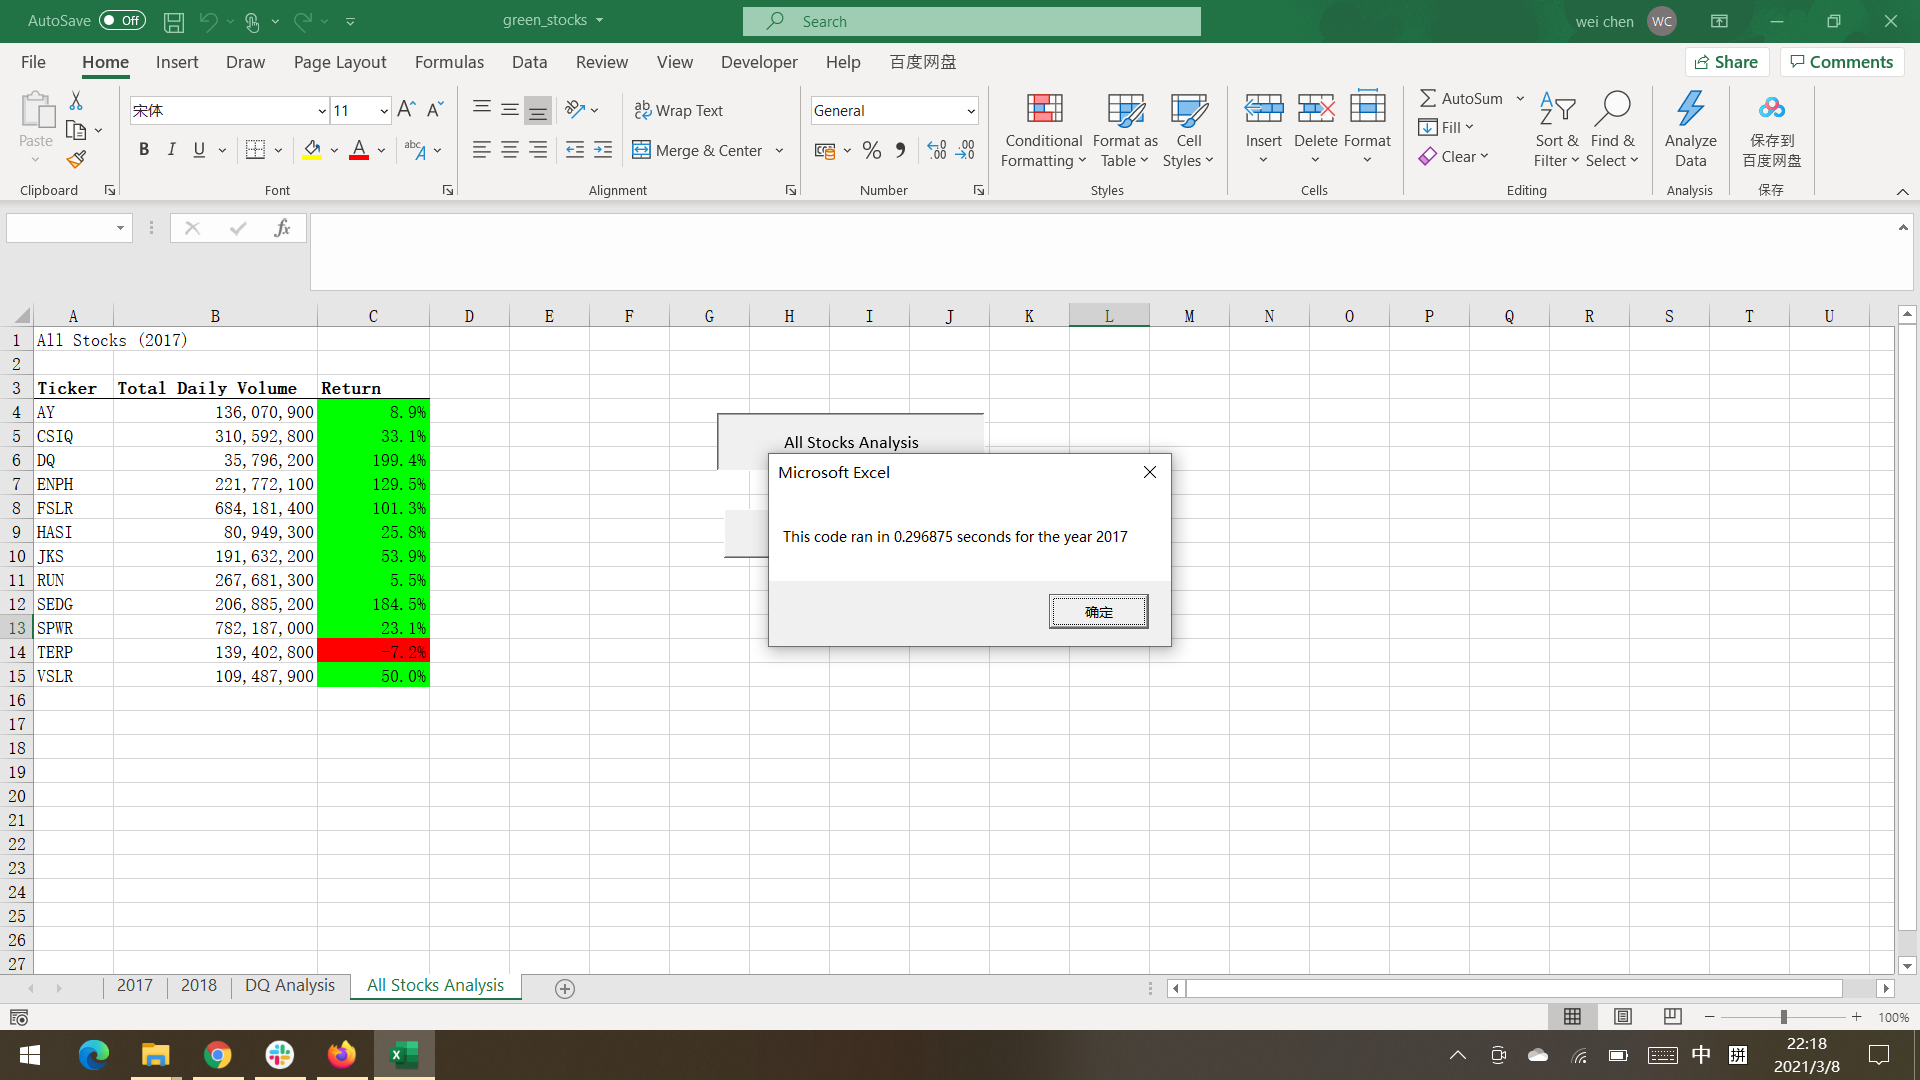 AutoSave Off green_stocks Search wei chen WC
File Home Insert Draw Page Layout Formulas Data Review View Developer Help 百度网盘 Share Comments
宋体 11 Wrap Text General AutoSum
Paste Conditional Format as Cell Insert Delete Format Fill Sort & Find & Analyze 保存到
B I U Merge & Center Formatting Table Styles Clear Filter Select Data 百度网盘
Clipboard Font Alignment Number Styles Cells Editing Analysis 保存
fx
A B C D E F G H I J K L M N O P Q R S T U
1 All Stocks (2017)
2
3 Ticker Total Daily Volume Return
4 AY 136,070,900 8.9%
5 CSIQ 310,592,800 33.1%
6 DQ 35,796,200 199.4%
7 ENPH 221,772,100 129.5%
8 FSLR 684,181,400 101.3%
9 HASI 80,949,300 25.8%
10 JKS 191,632,200 53.9%
11 RUN 267,681,300 5.5%
12 SEDG 206,885,200 184.5%
13 SPWR 782,187,000 23.1%
14 TERP 139,402,800 -7.2%
15 VSLR 109,487,900 50.0%
16
17
18
19
20
21
22
23
24
25
26
27
All Stocks Analysis
Microsoft Excel
This code ran in 0.296875 seconds for the year 2017
确定
2017 2018 DQ Analysis All Stocks Analysis
100%
中 拼 22:18
2021/3/8